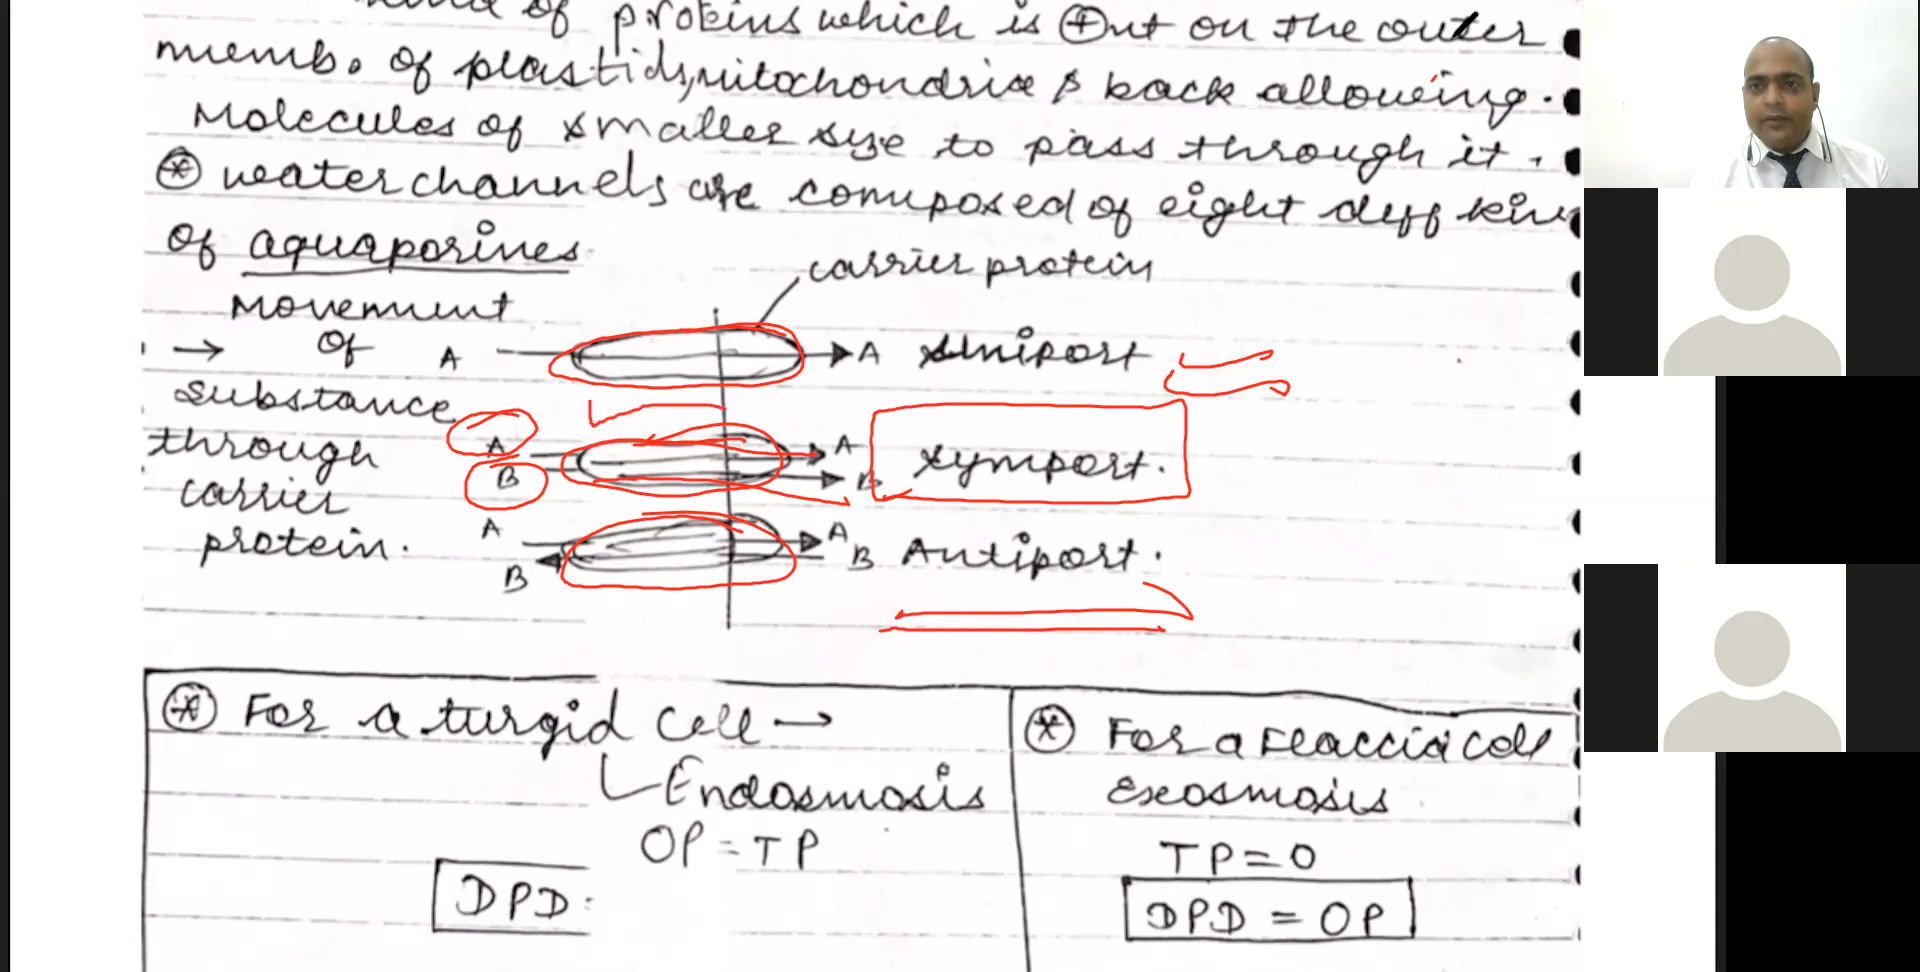 of proteins which is ⊕nt on the outer
memb. of plastids, mitochondria & back allowing.
Molecules of smaller size to pass through it.
* water channels are composed of eight diff kin
of aquaporines
carrier protein
Movement
→ of A A Uniport
substance
through A A Symport.
B B
carrier
A A
protein. B Antiport.
B
* For a turgid cell →
Endosmosis
OP = TP
DPD =
* For a Flaccid cell
Exosmosis
TP = 0
DPD = OP